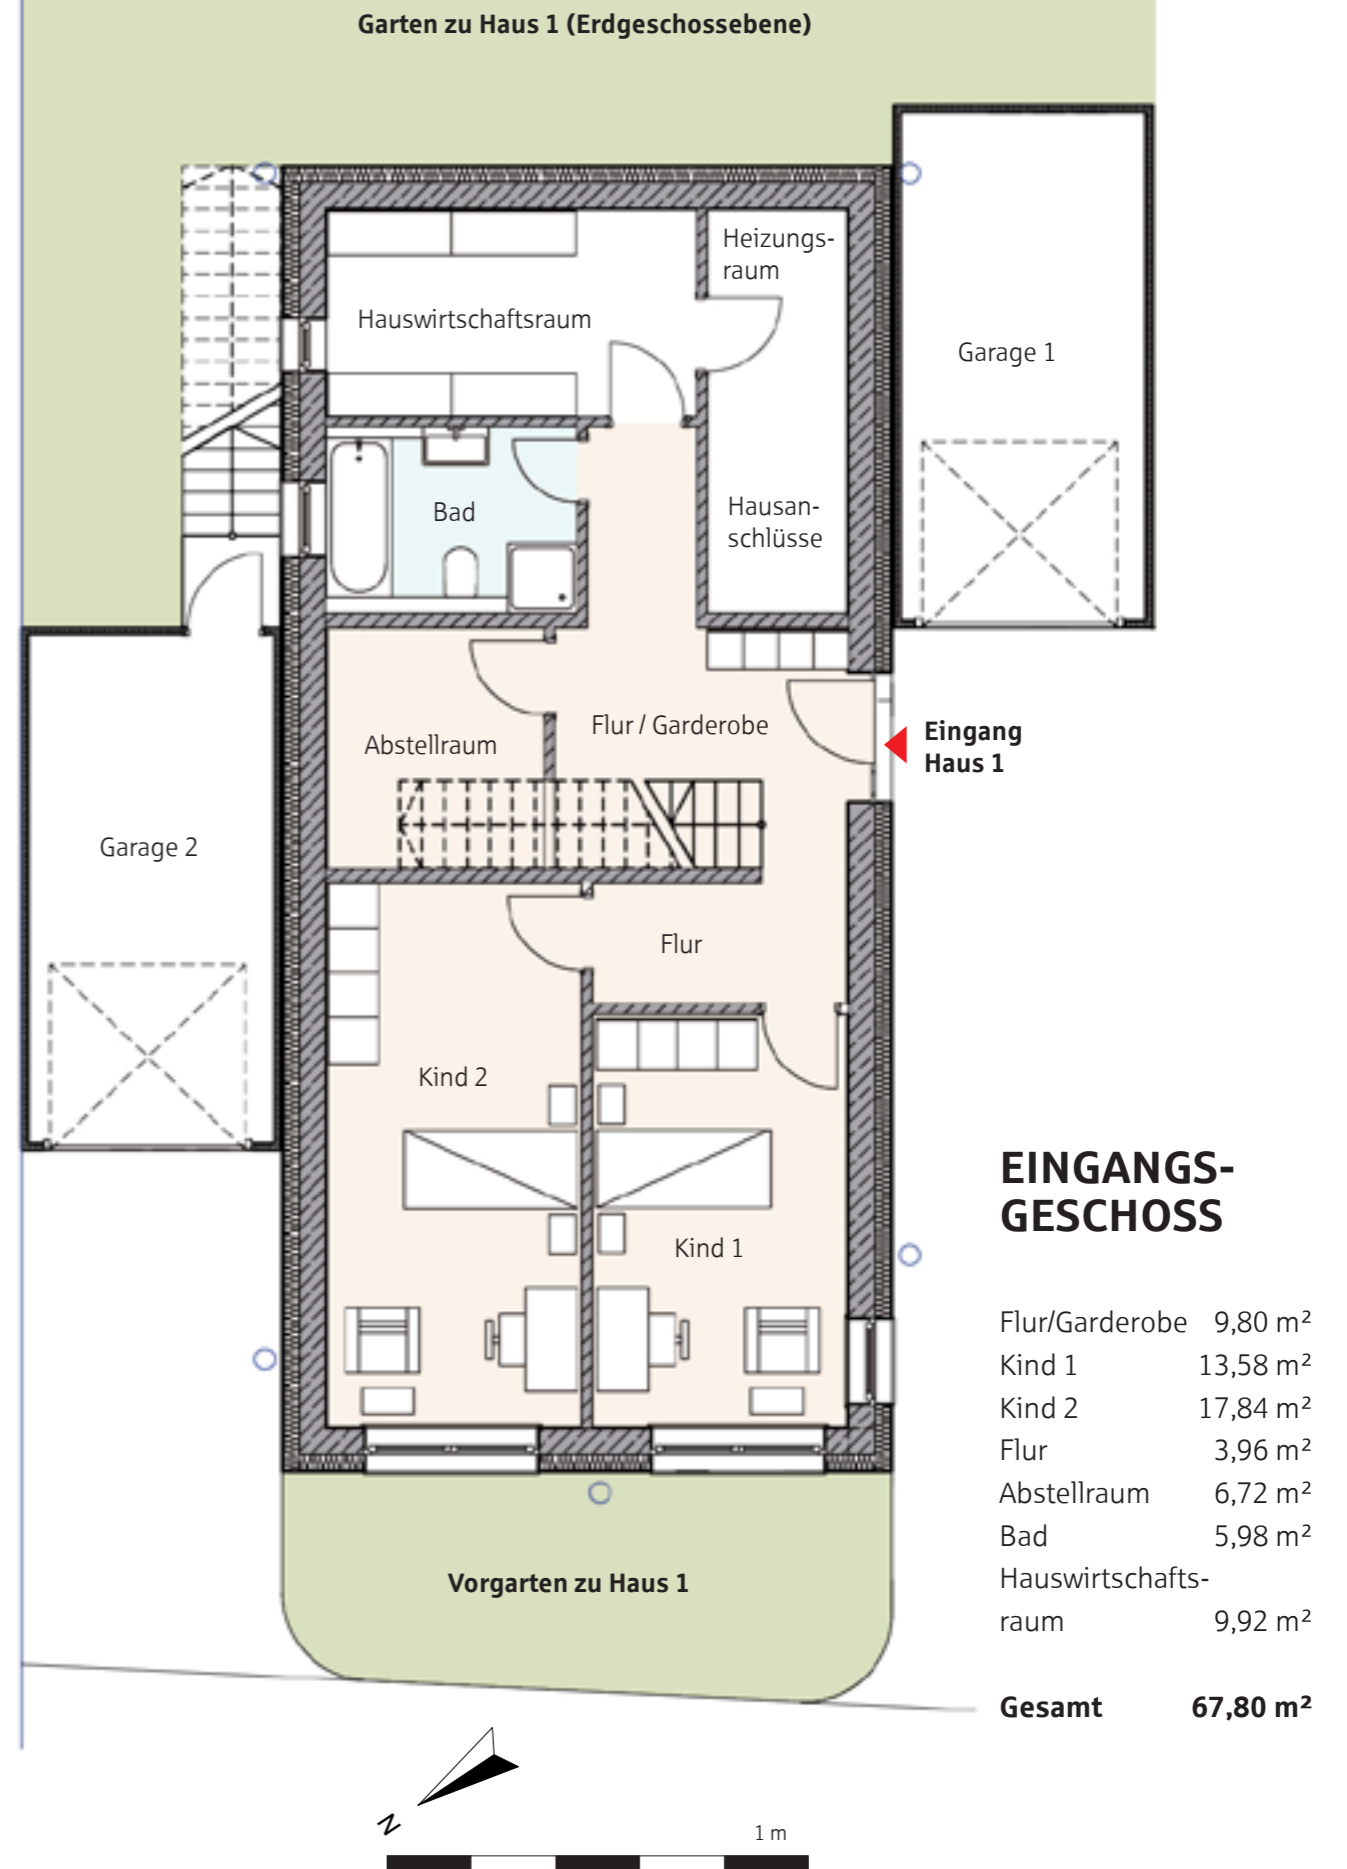 Garten zu Haus 1 (Erdgeschossebene)
Heizungs-
raum
Hauswirtschaftsraum
Garage 1
Bad
Hausan-
schlüsse
Flur / Garderobe
Abstellraum
Eingang
Haus 1
Garage 2
Flur
Kind 2
Kind 1
EINGANGS-
GESCHOSS
Flur/Garderobe 9,80 m²
Kind 1 13,58 m²
Kind 2 17,84 m²
Flur 3,96 m²
Abstellraum 6,72 m²
Bad 5,98 m²
Hauswirtschafts-
raum 9,92 m²
Gesamt 67,80 m²
Vorgarten zu Haus 1
N
1 m